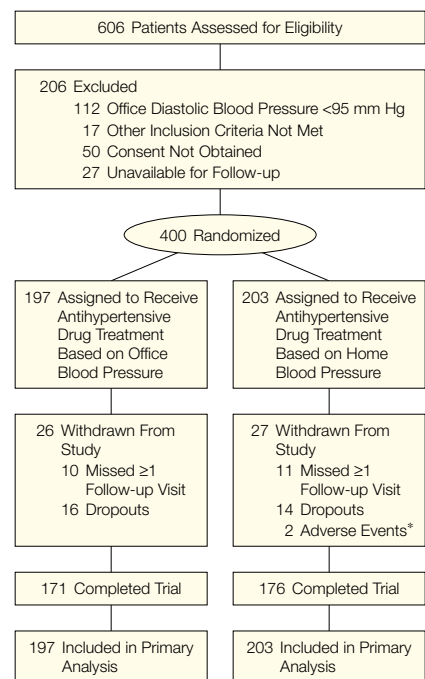 606 Patients Assessed for Eligibility
206 Excluded
112 Office Diastolic Blood Pressure <95 mm Hg
17 Other Inclusion Criteria Not Met
50 Consent Not Obtained
27 Unavailable for Follow-up
400 Randomized
197 Assigned to Receive
Antihypertensive
Drug Treatment
Based on Office
Blood Pressure
203 Assigned to Receive
Antihypertensive
Drug Treatment
Based on Home
Blood Pressure
26 Withdrawn From
Study
10 Missed ≥1
Follow-up Visit
16 Dropouts
27 Withdrawn From
Study
11 Missed ≥1
Follow-up Visit
14 Dropouts
2 Adverse Events*
171 Completed Trial
176 Completed Trial
197 Included in Primary
Analysis
203 Included in Primary
Analysis